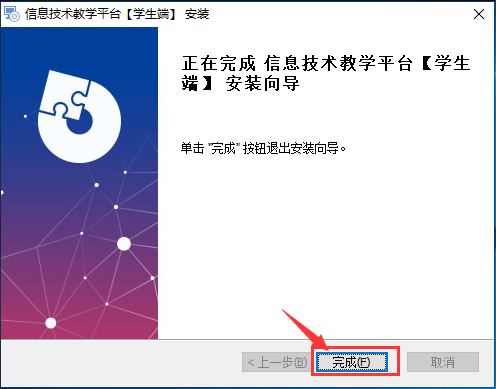 信息技术教学平台【学生端】 安装
正在完成 信息技术教学平台【学生
端】 安装向导
单击 "完成" 按钮退出安装向导。
< 上一步(B)
完成(F)
取消